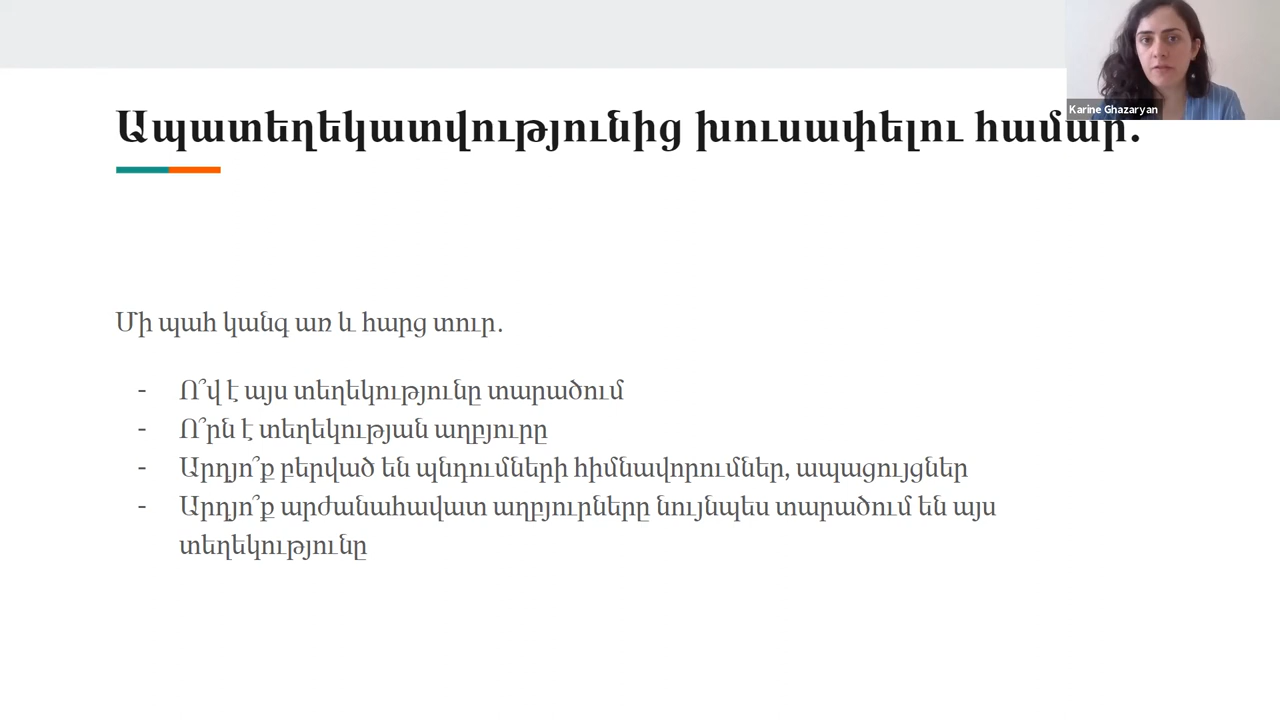 Karine Ghazaryan
Ապատեղեկատվությունից խուսափելու համար.
Մի պահ կանգ առ և հարց տուր.
- Ո՞վ է այս տեղեկությունը տարածում
- Ո՞րն է տեղեկության աղբյուրը
- Արդյո՞ք բերված են պնդումների հիմնավորումներ, ապացույցներ
- Արդյո՞ք արժանահավատ աղբյուրները նույնպես տարածում են այս
տեղեկությունը